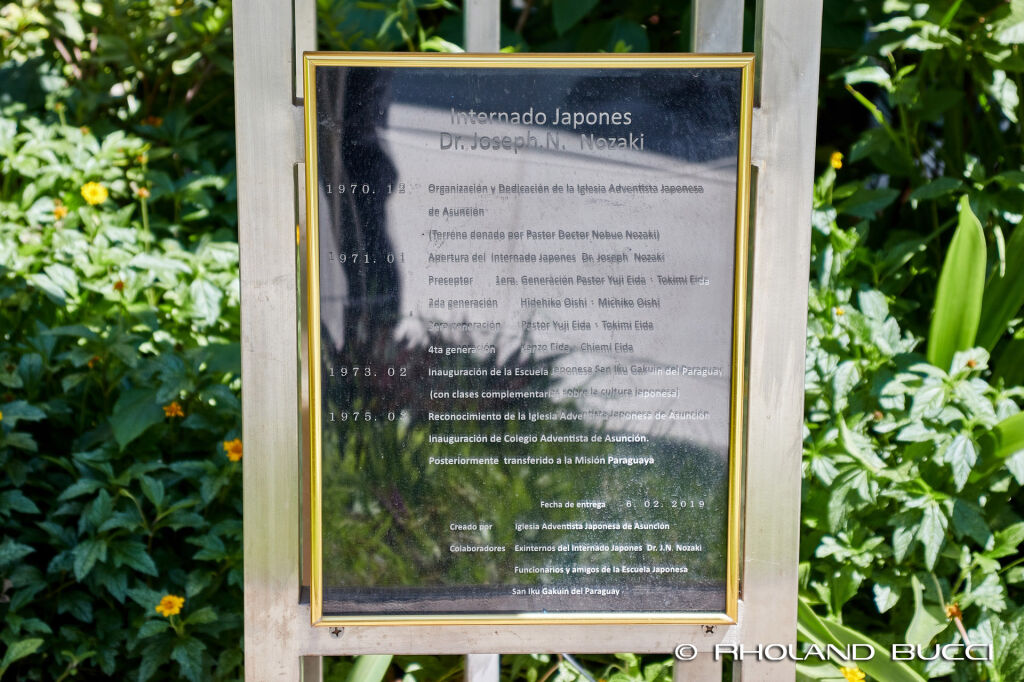 Internado Japones
Dr. Joseph.N. Nozaki
1970. 12 Organización y Dedicación de la Iglesia Adventista Japonesa
de Asunción
(Terreno donado por Pastor Doctor Nobuo Nozaki)
1971. 01 Apertura del Internado Japones Dr. Joseph Nozaki
Preceptor 1era. Generación Pastor Yuji Eida · Tokimi Eida
2da generación Hidehiko Oishi · Michiko Oishi
3era generación Pastor Yuji Eida · Tokimi Eida
4ta generación Kenzo Eida, Chiemi Eida
1973. 02 Inauguración de la Escuela Japonesa San Iku Gakuin del Paraguay
(con clases complementarias sobre la cultura japonesa)
1975. 03 Reconocimiento de la Iglesia Adventista Japonesa de Asunción
Inauguración de Colegio Adventista de Asunción.
Posteriormente transferido a la Misión Paraguaya
Fecha de entrega 6. 02. 2019
Creado por Iglesia Adventista Japonesa de Asunción
Colaboradores Exinternos del Internado Japones Dr. J.N. Nozaki
Funcionarios y amigos de la Escuela Japonesa
San Iku Gakuin del Paraguay
© RHOLAND BUCCI